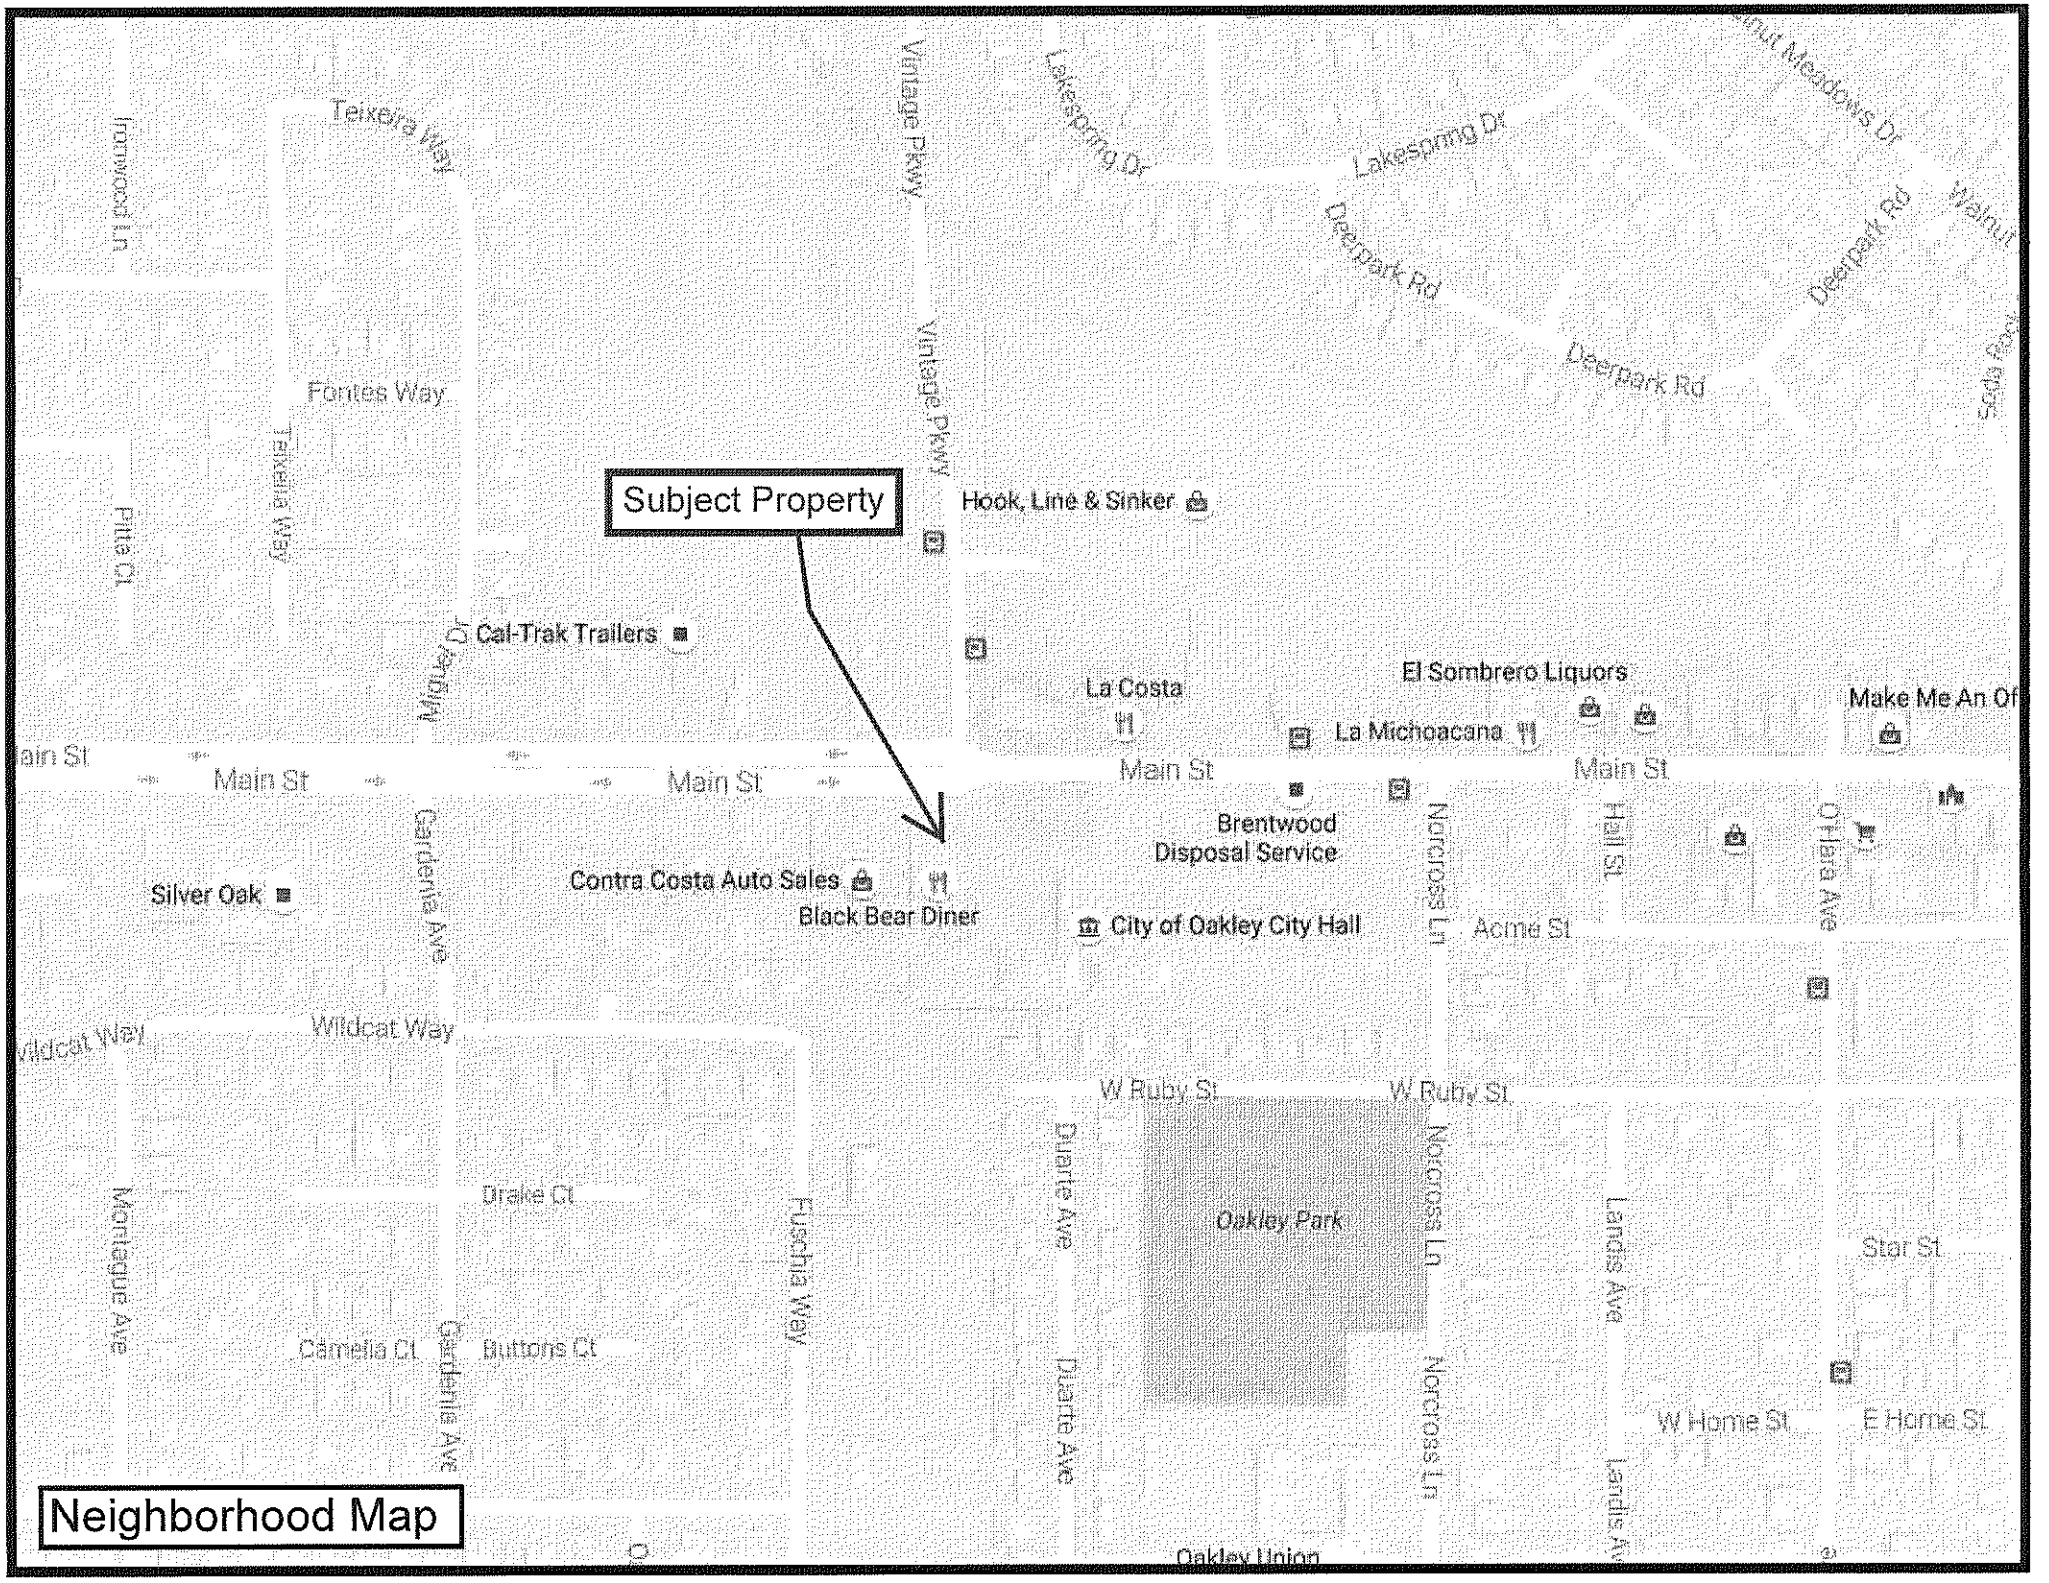 Vintage Pkwy
Lakespring Dr
Lakespring Dr
Meadows Dr
Teixeira Way
Ironwood Ln
Deerpark Rd
Deerpark Rd
Walnut
Deerpark Rd
Vintage Pkwy
Fontes Way
Teixeira Way
Pitta Ct
Subject Property
Hook, Line & Sinker
Cal-Trak Trailers
Miguel Dr
La Costa
El Sombrero Liquors
La Michoacana
Make Me An Of
ain St
Main St
Main St
Main St
Main St
Brentwood
Disposal Service
Gardenia Ave
Norcross Ln
Hall St
O'Hara Ave
Silver Oak
Contra Costa Auto Sales
Black Bear Diner
City of Oakley City Hall
Acme St
Wildcat Way
Wildcat Way
W Ruby St
W Ruby St
Duarte Ave
Norcross Ln
Montague Ave
Drake Ct
Fuschia Way
Oakley Park
Landis Ave
Star St
Camelia Ct
Gardenia Ave
Buttons Ct
Duarte Ave
Norcross Ln
W Home St
E Home St
Landis Av
Neighborhood Map
Oakley Union